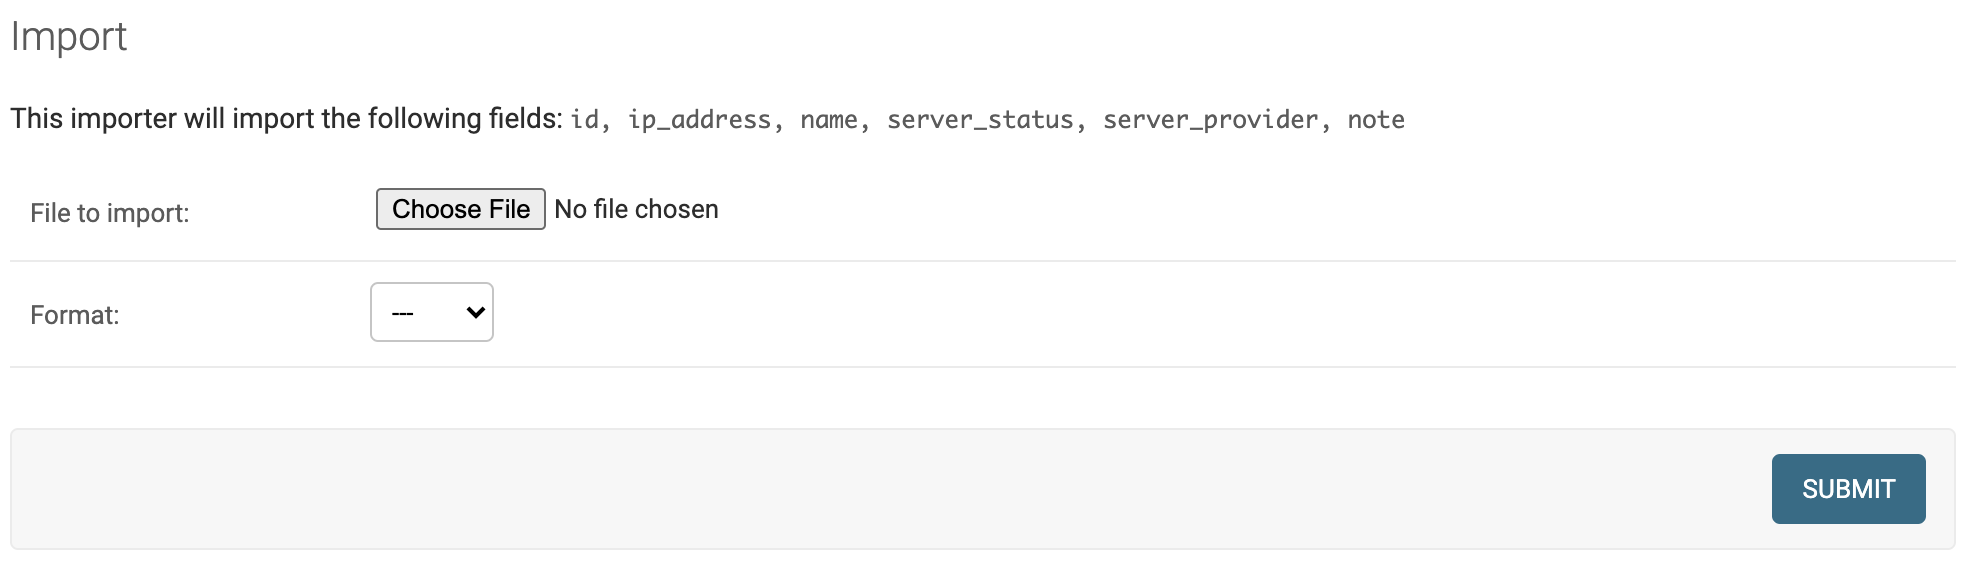 Import
This importer will import the following fields: id, ip_address, name, server_status, server_provider, note
File to import: Choose File No file chosen
Format: ---
SUBMIT